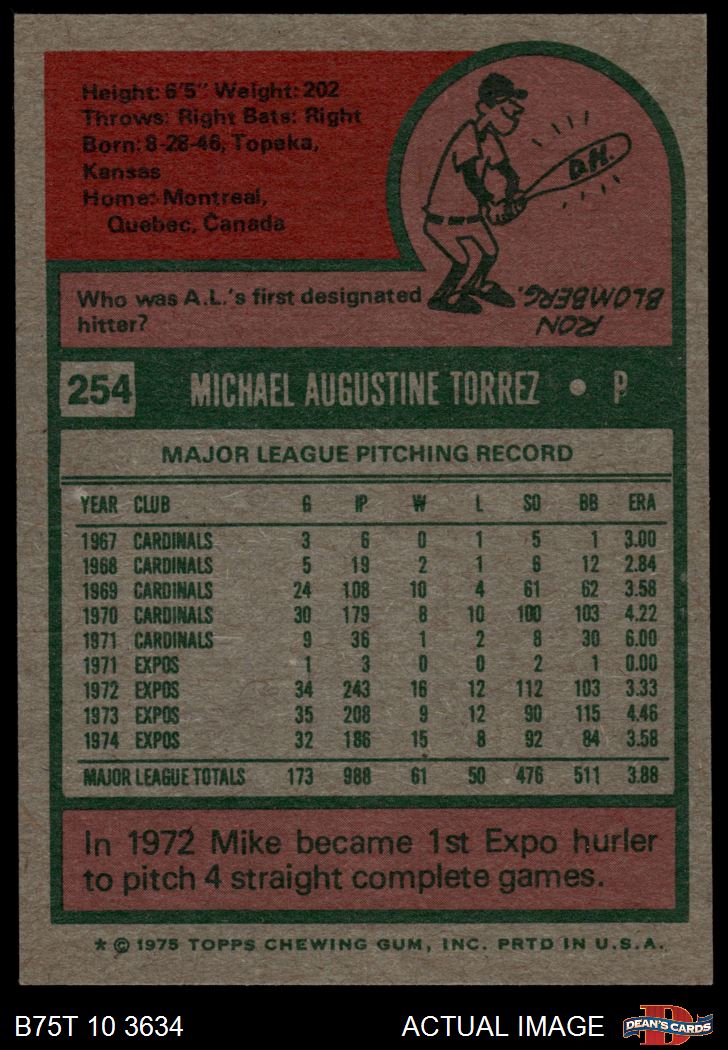 Height: 6'5" Weight: 202
Throws: Right Bats: Right
Born: 8-28-46, Topeka,
Kansas
Home: Montreal,
Quebec, Canada
D.H.
Who was A.L.'s first designated
hitter?
RON
BLOMBERG.
254 MICHAEL AUGUSTINE TORREZ • P
MAJOR LEAGUE PITCHING RECORD
YEAR CLUB G IP W L SO BB ERA
1967 CARDINALS 3 6 0 1 5 1 3.00
1968 CARDINALS 5 19 2 1 6 12 2.84
1969 CARDINALS 24 108 10 4 61 62 3.58
1970 CARDINALS 30 179 8 10 100 103 4.22
1971 CARDINALS 9 36 1 2 8 30 6.00
1971 EXPOS 1 3 0 0 2 1 0.00
1972 EXPOS 34 243 16 12 112 103 3.33
1973 EXPOS 35 208 9 12 90 115 4.46
1974 EXPOS 32 186 15 8 92 84 3.58
MAJOR LEAGUE TOTALS 173 988 61 50 476 511 3.88
In 1972 Mike became 1st Expo hurler
to pitch 4 straight complete games.
* © 1975 TOPPS CHEWING GUM, INC. PRTD IN U.S.A.
B75T 10 3634 ACTUAL IMAGE D DEAN'S CARDS